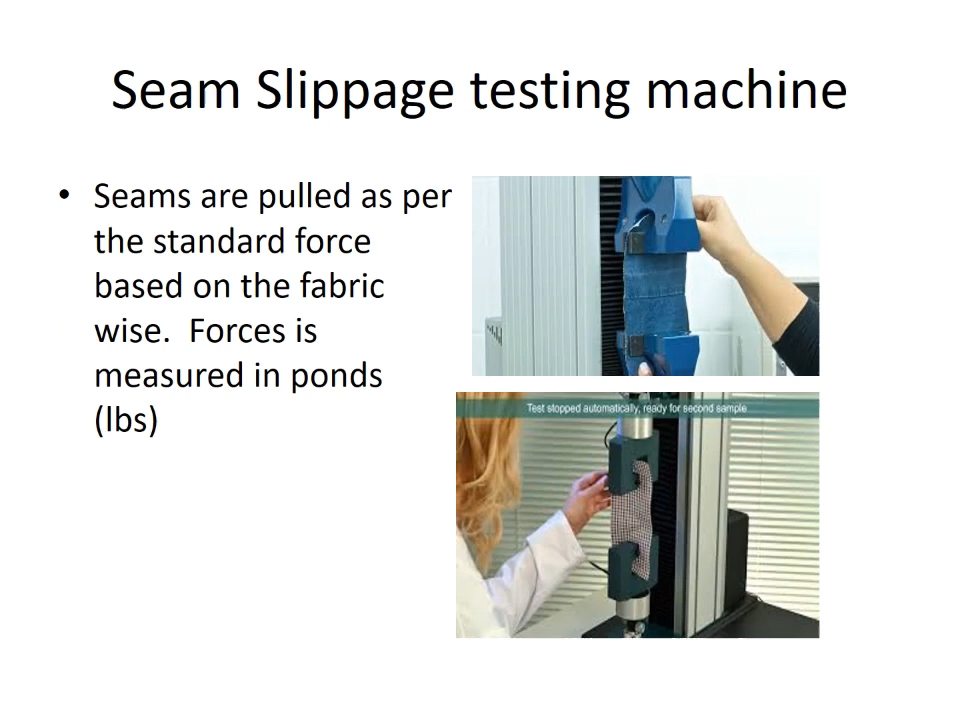 Seam Slippage testing machine
• Seams are pulled as per
the standard force
based on the fabric
wise.  Forces is
measured in ponds
(lbs)
Test stopped automatically, ready for second sample